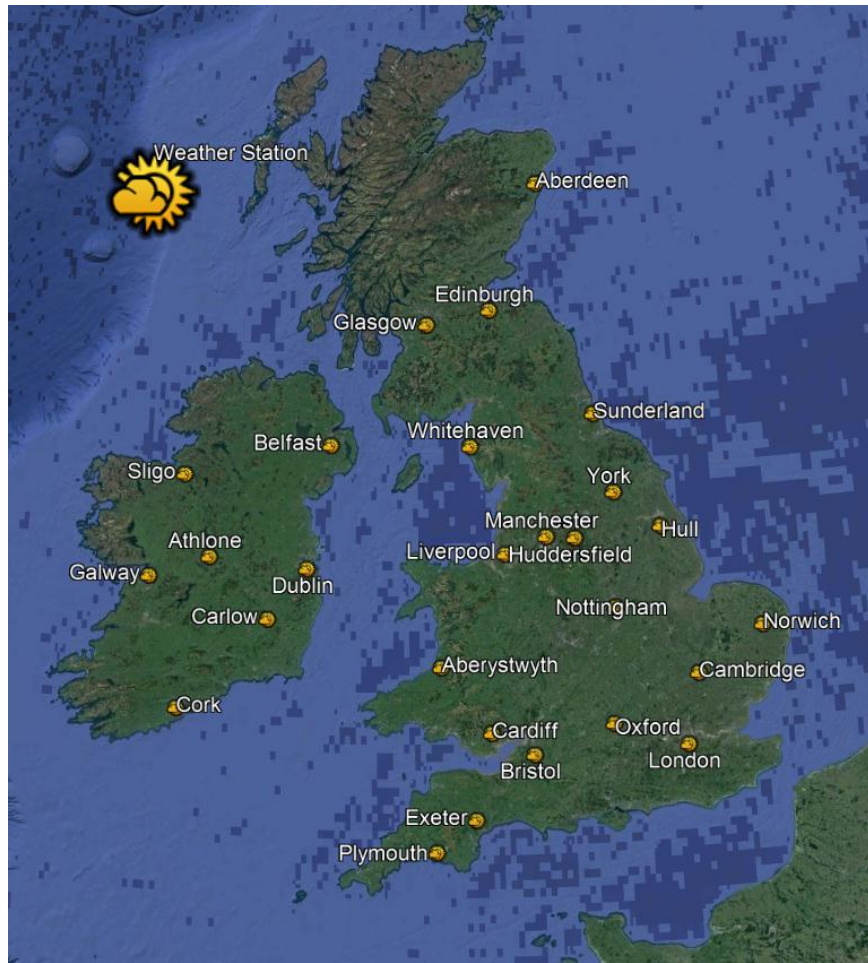 Weather Station
Aberdeen
Edinburgh
Glasgow
Sunderland
Whitehaven
Belfast
Sligo
York
Manchester
Hull
Athlone
Liverpool
Huddersfield
Galway
Dublin
Nottingham
Carlow
Norwich
Aberystwyth
Cambridge
Cork
Cardiff
Oxford
London
Bristol
Exeter
Plymouth